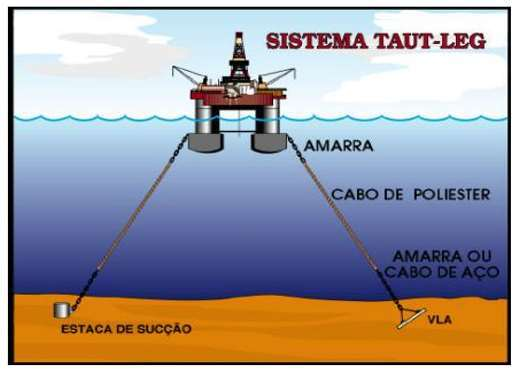 SISTEMA TAUT-LEG
AMARRA
CABO DE POLIESTER
AMARRA OU
CABO DE AÇO
ESTACA DE SUCÇÃO
VLA